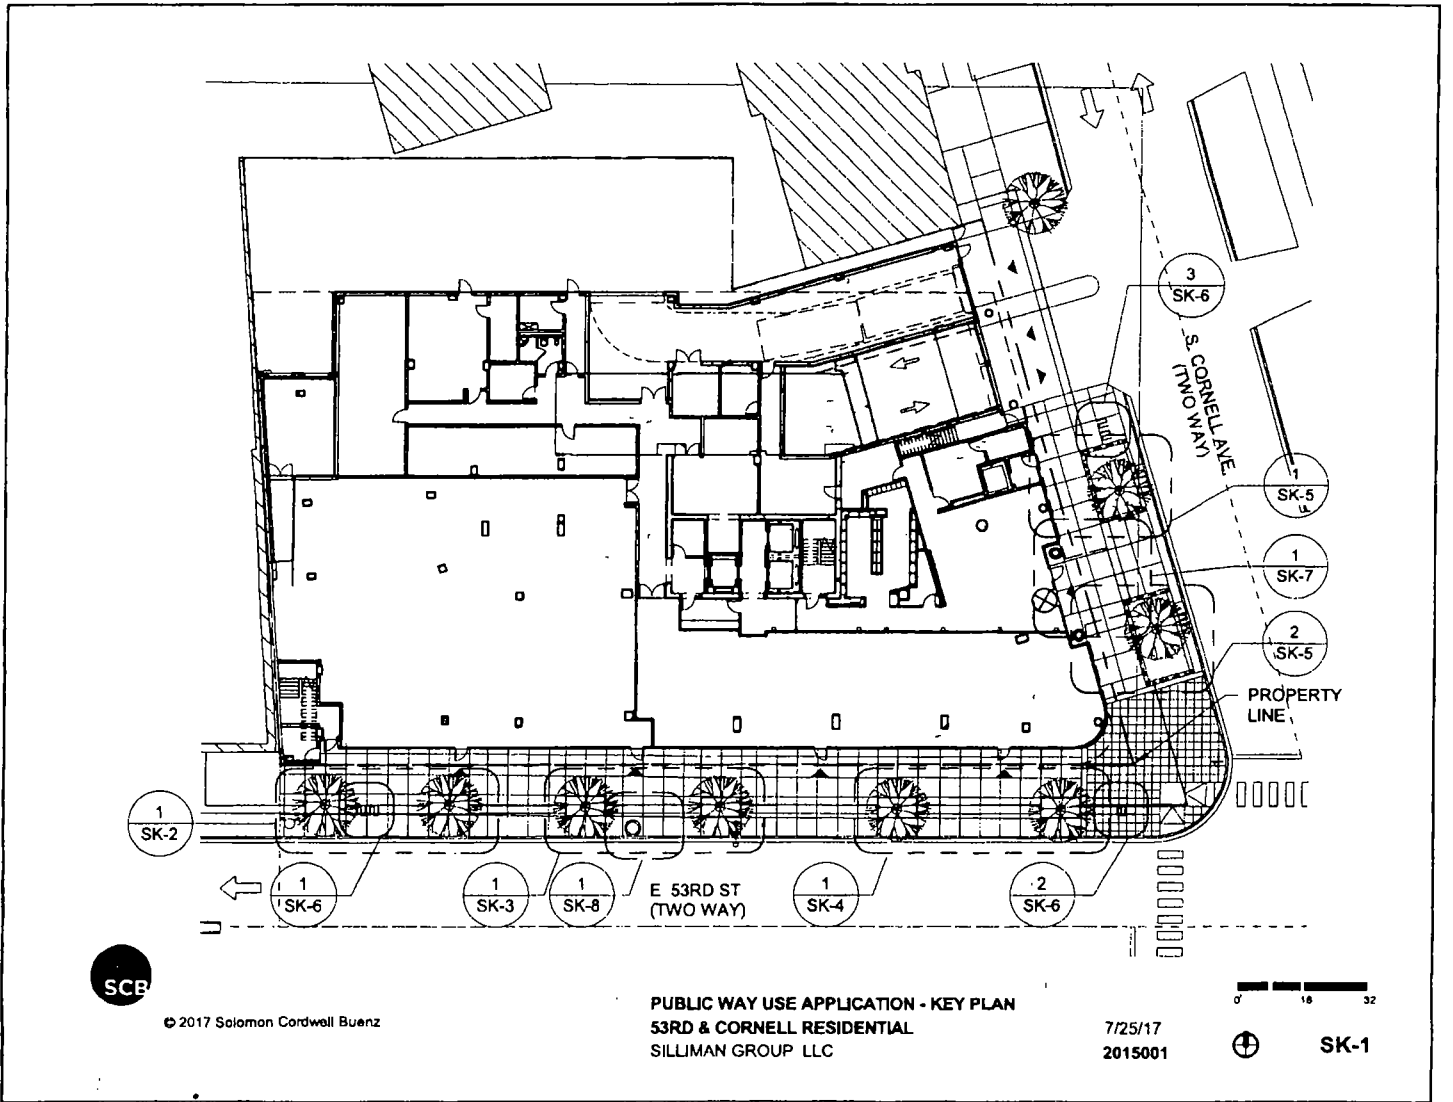 3
SK-6
S. CORNELL AVE.
(TWO WAY)
1
SK-5
1
SK-7
2
SK-5
PROPERTY
LINE
1
SK-2
1
SK-6
1
SK-3
1
SK-8
E 53RD ST
(TWO WAY)
1
SK-4
2
SK-6
SCB
© 2017 Solomon Cordwell Buenz
PUBLIC WAY USE APPLICATION - KEY PLAN
53RD & CORNELL RESIDENTIAL
SILLIMAN GROUP LLC
7/25/17
2015001
0' 16 32
SK-1